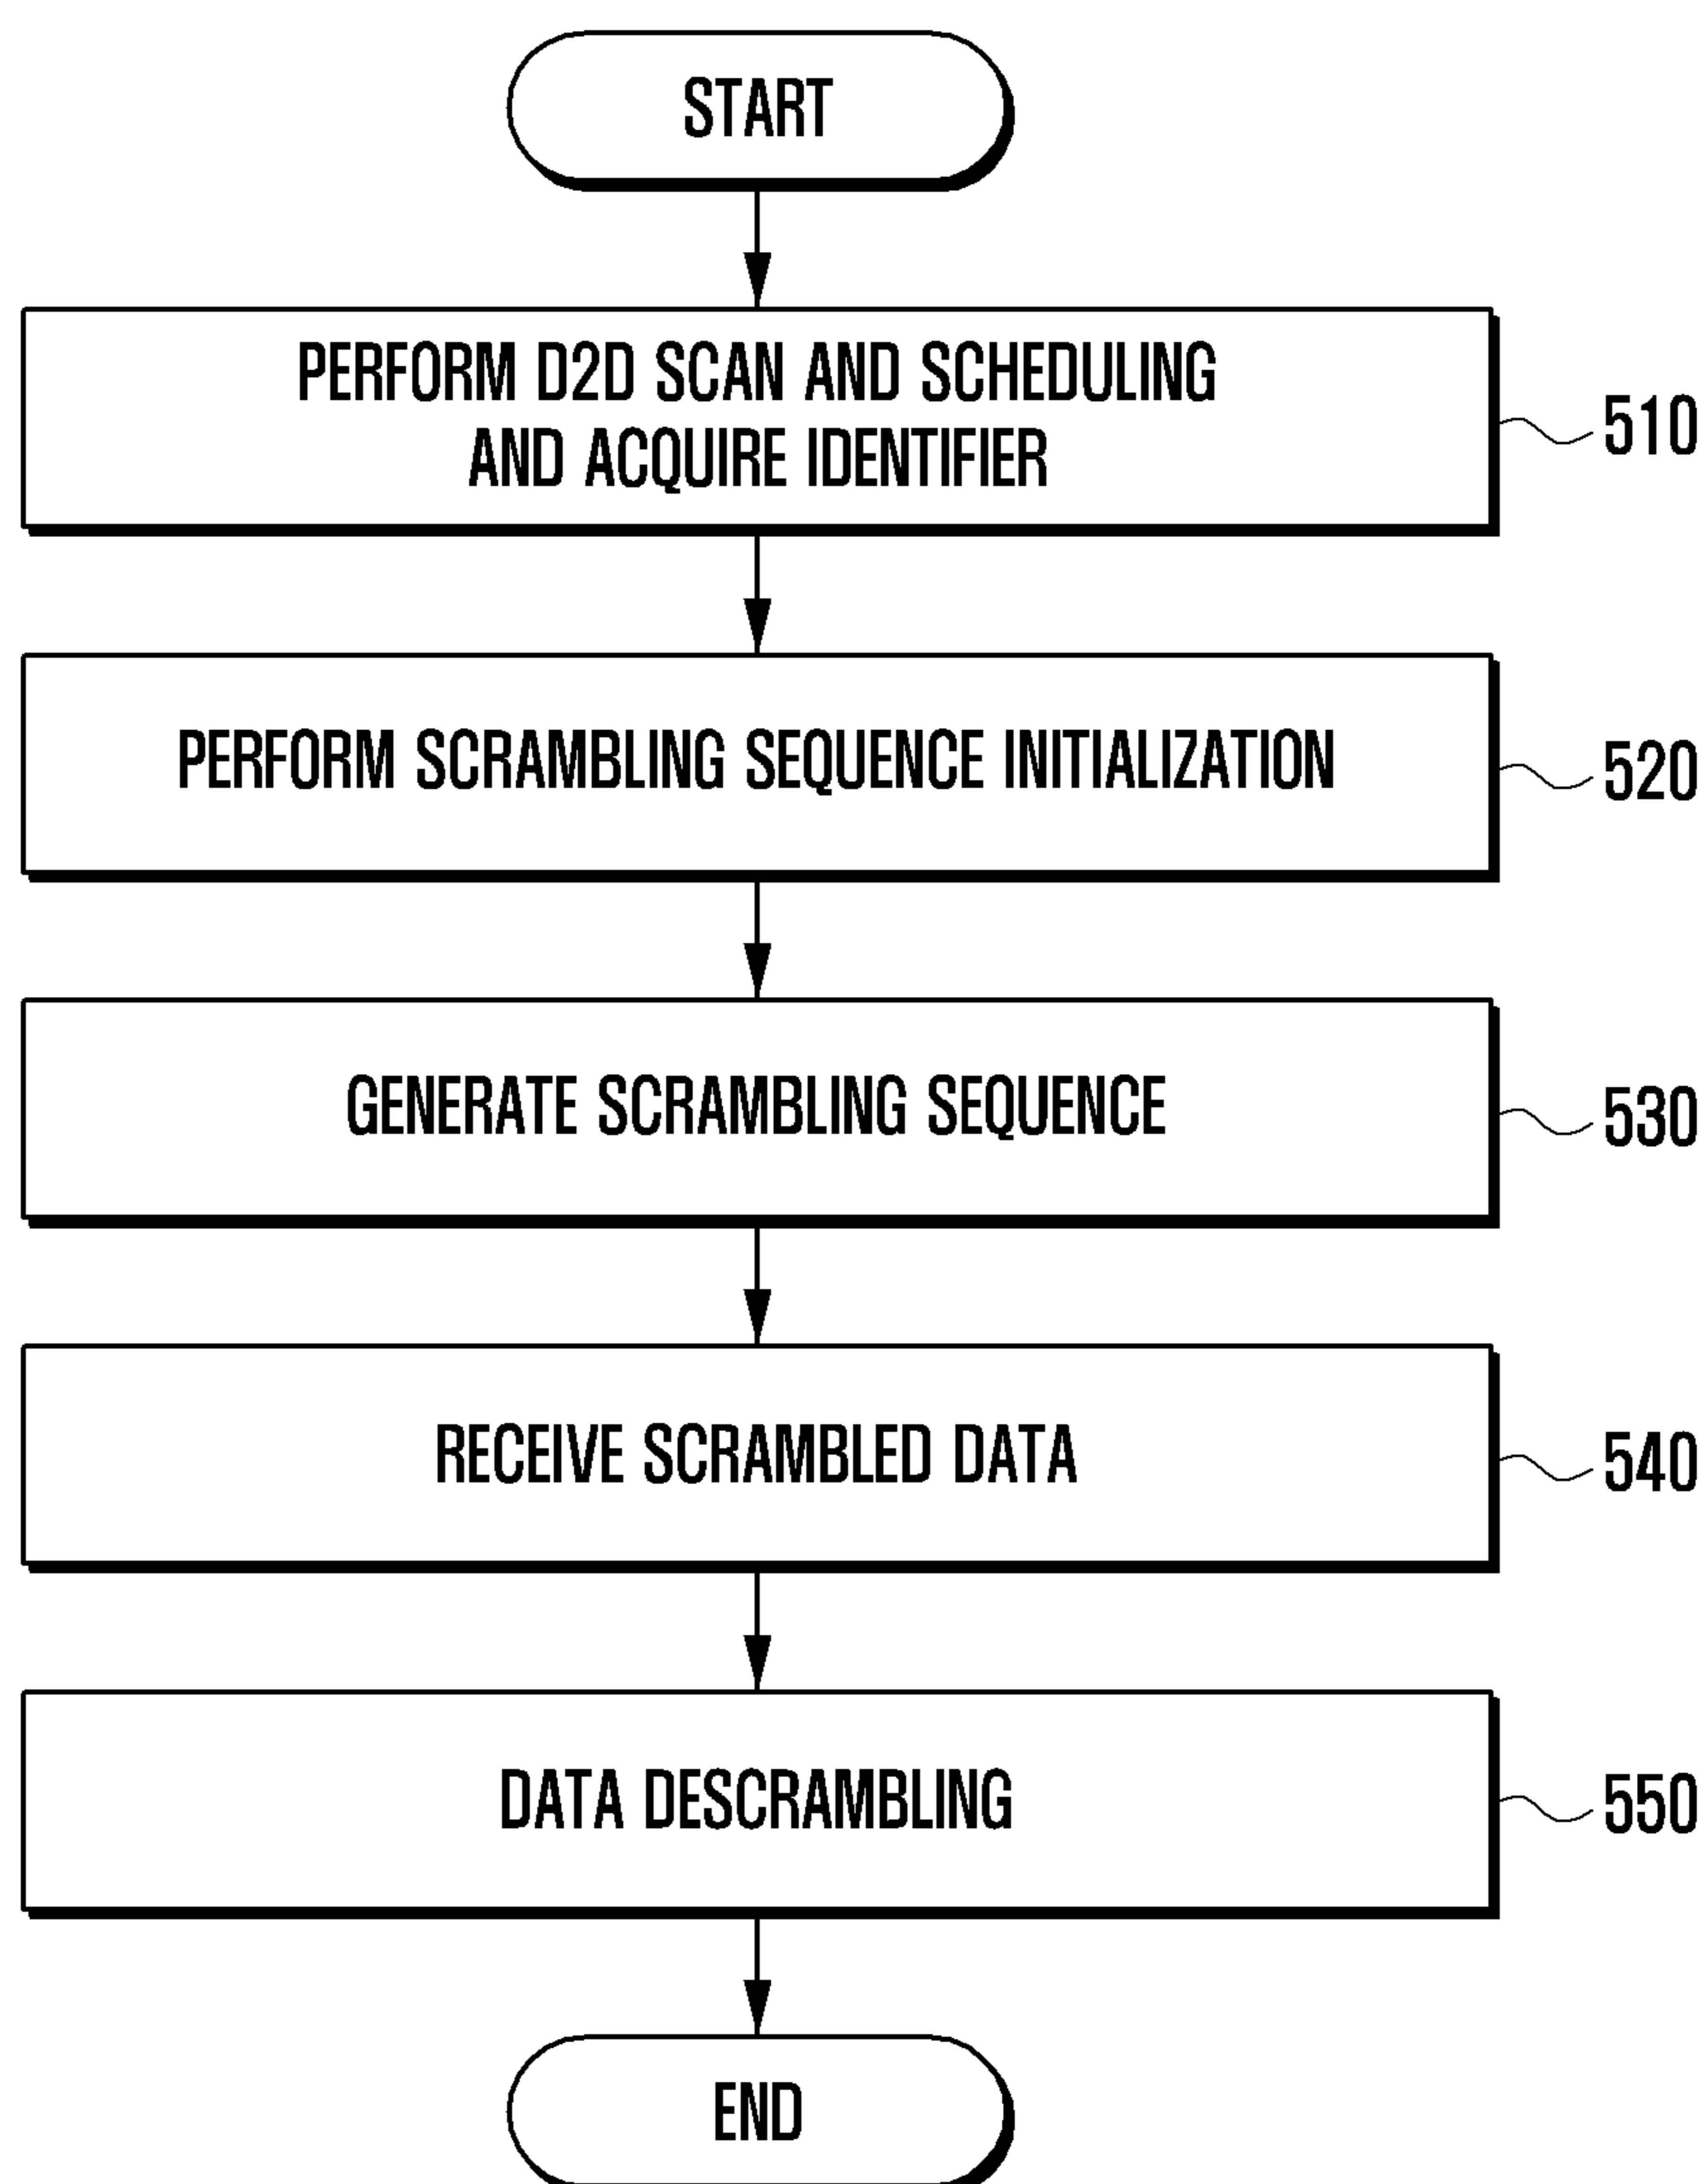 START
PERFORM D2D SCAN AND SCHEDULING
AND ACQUIRE IDENTIFIER
510
PERFORM SCRAMBLING SEQUENCE INITIALIZATION
520
GENERATE SCRAMBLING SEQUENCE
530
RECEIVE SCRAMBLED DATA
540
DATA DESCRAMBLING
550
END